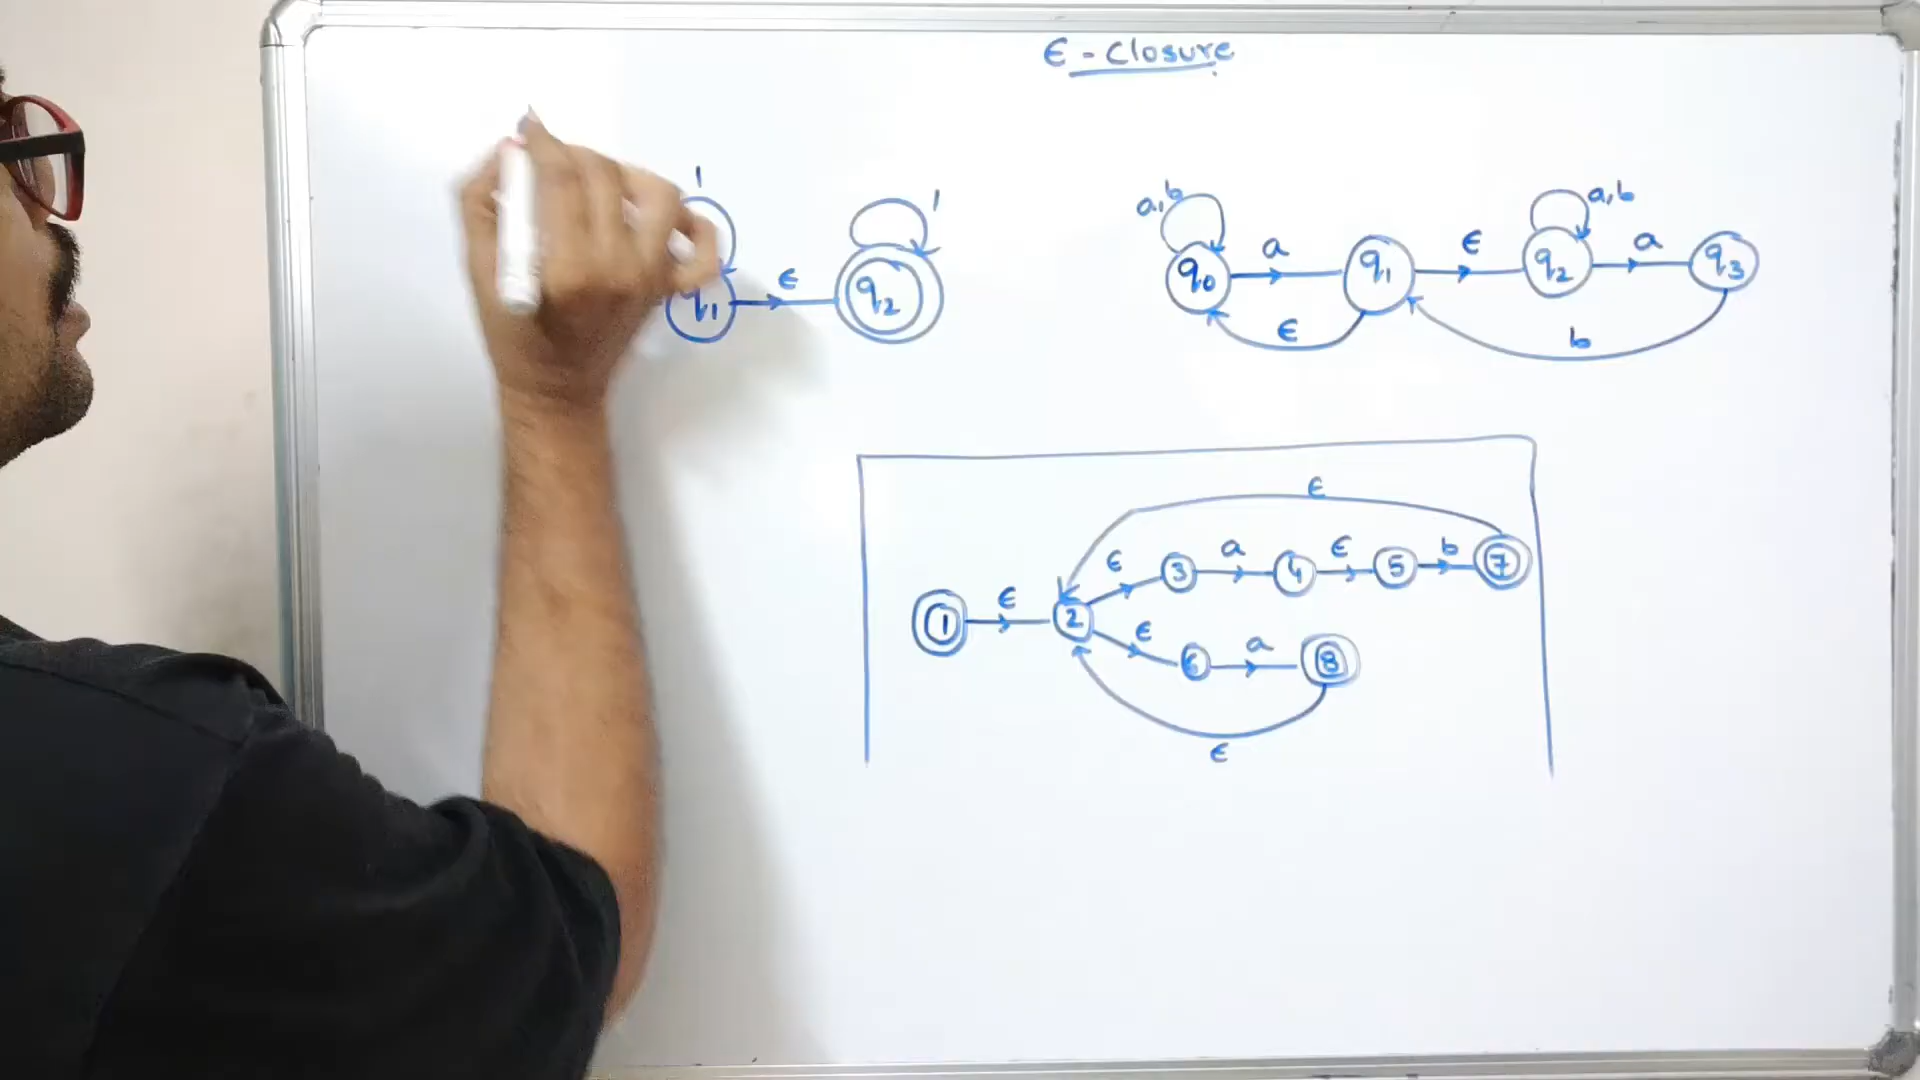 ε - closure
1
1
q1 ε q2
a,b
a,b
q0 a q1 ε q2 a q3
ε
b
ε
ε 3 a 4 ε 5 b 7
1 ε 2
ε 6 a 8
ε